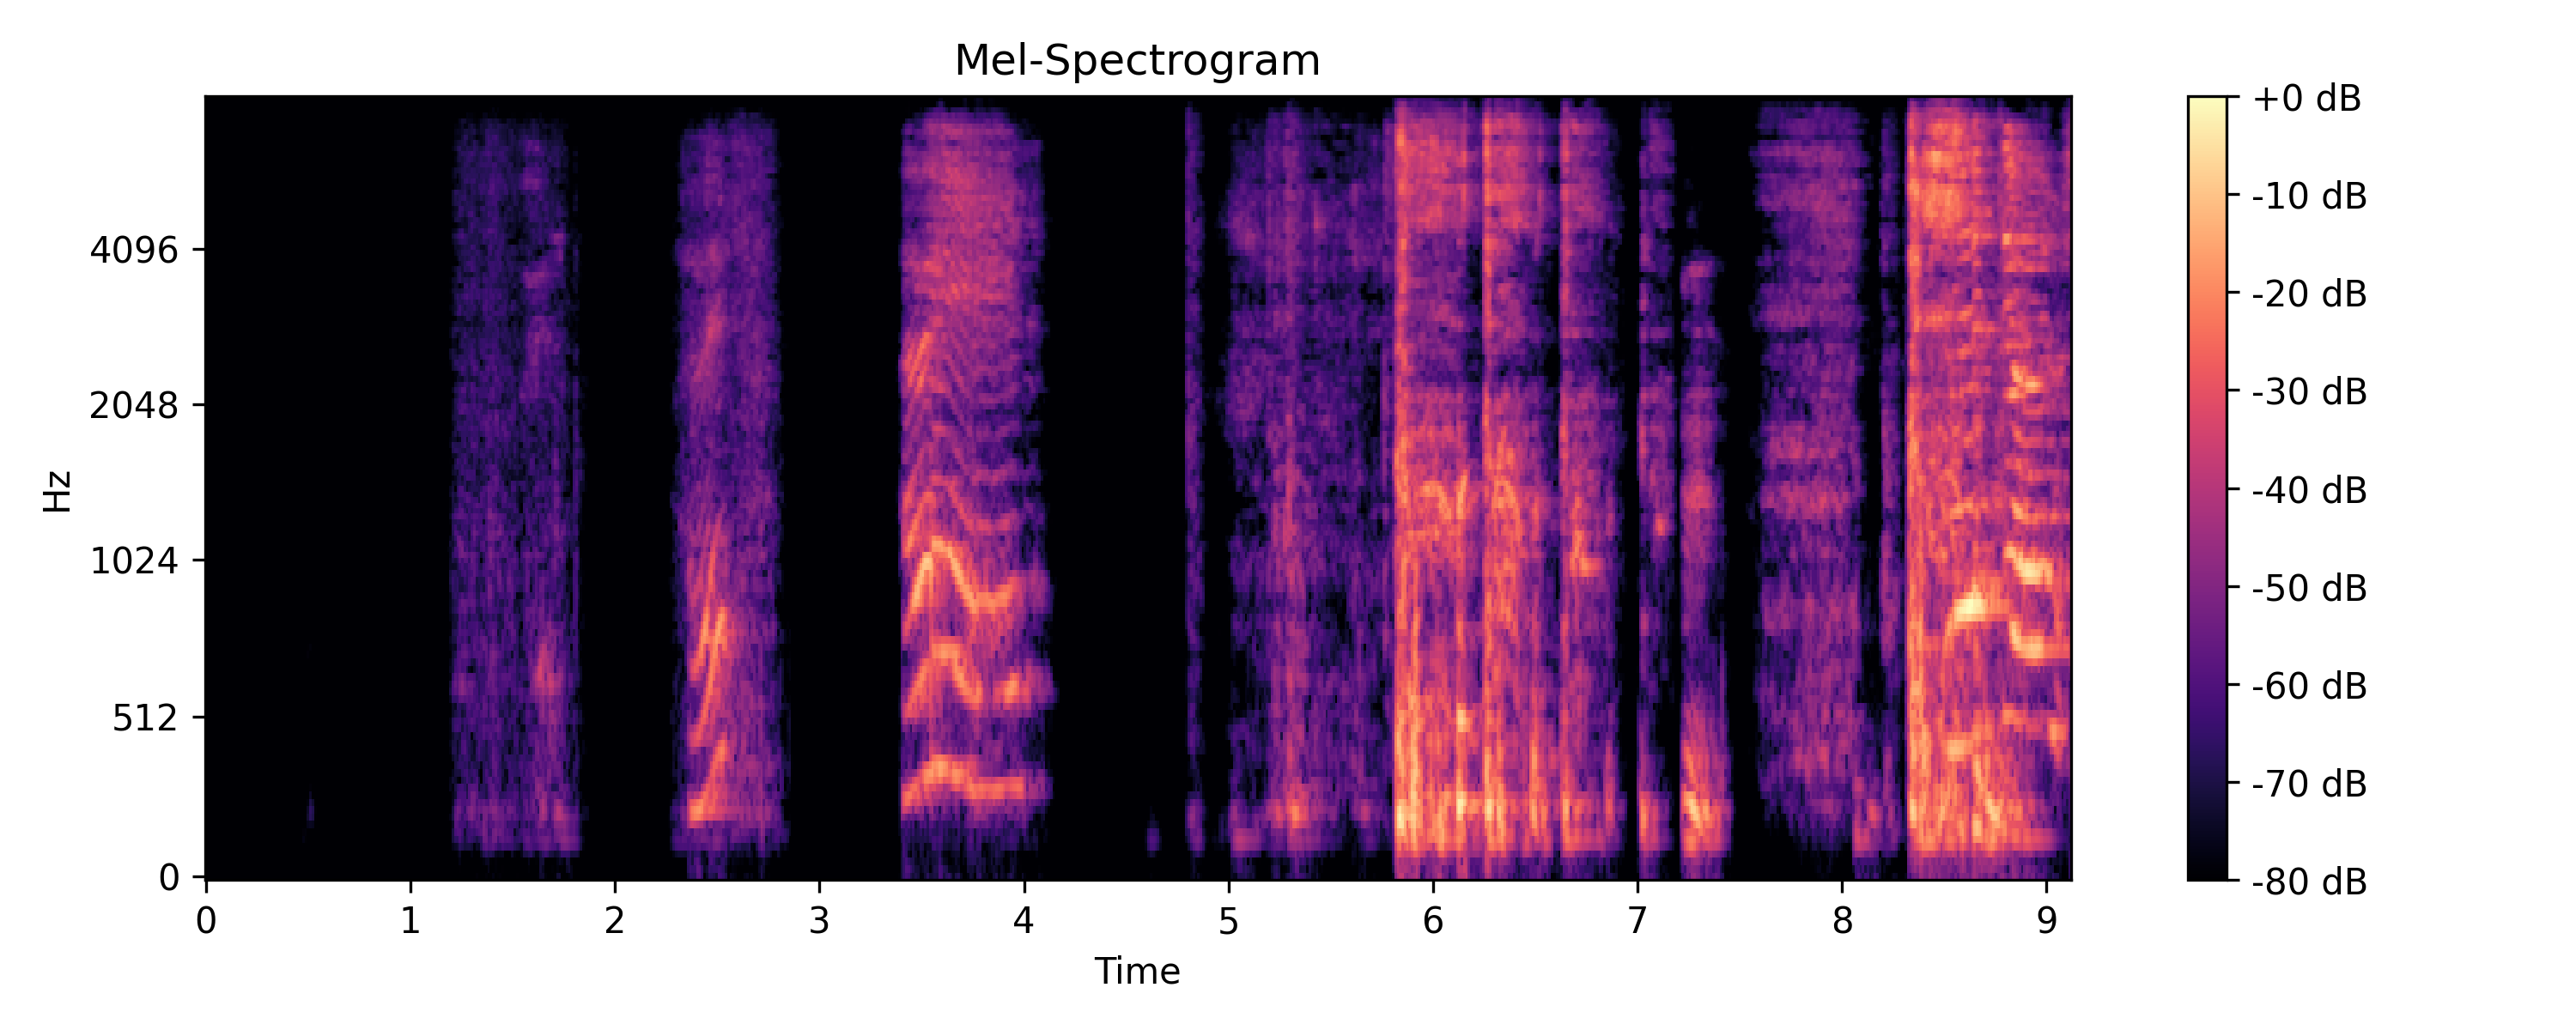 Mel-Spectrogram
+0 dB
-10 dB
-20 dB
-30 dB
-40 dB
-50 dB
-60 dB
-70 dB
-80 dB
Hz
4096
2048
1024
512
0
0 1 2 3 4 5 6 7 8 9
Time